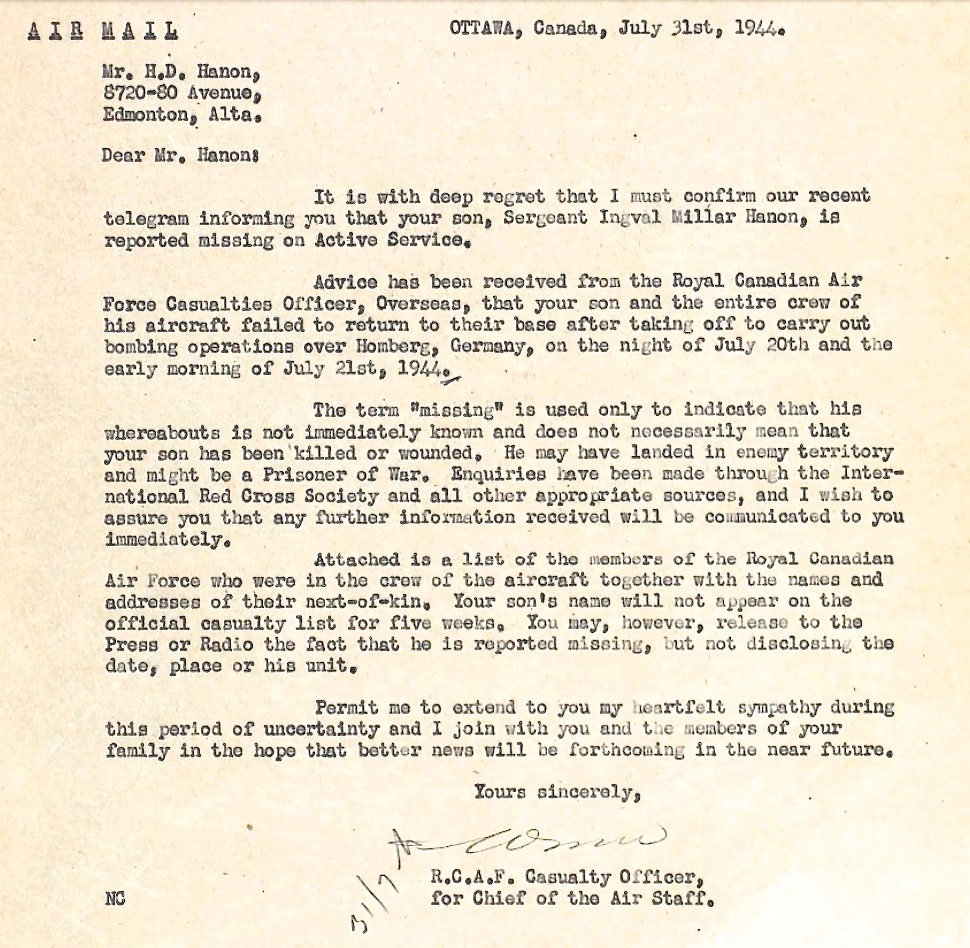 AIR MAIL
OTTAWA, Canada, July 31st, 1944.
Mr. H.D. Hanon,
8720-80 Avenue,
Edmonton, Alta.
Dear Mr. Hanon:
It is with deep regret that I must confirm our recent
telegram informing you that your son, Sergeant Ingval Millar Hanon, is
reported missing on Active Service.
Advice has been received from the Royal Canadian Air
Force Casualties Officer, Overseas, that your son and the entire crew of
his aircraft failed to return to their base after taking off to carry out
bombing operations over Homberg, Germany, on the night of July 20th and the
early morning of July 21st, 1944.
The term "missing" is used only to indicate that his
whereabouts is not immediately known and does not necessarily mean that
your son has been killed or wounded. He may have landed in enemy territory
and might be a Prisoner of War. Enquiries have been made through the Inter-
national Red Cross Society and all other appropriate sources, and I wish to
assure you that any further information received will be communicated to you
immediately.
Attached is a list of the members of the Royal Canadian
Air Force who were in the crew of the aircraft together with the names and
addresses of their next-of-kin. Your son's name will not appear on the
official casualty list for five weeks. You may, however, release to the
Press or Radio the fact that he is reported missing, but not disclosing the
date, place or his unit.
Permit me to extend to you my heartfelt sympathy during
this period of uncertainty and I join with you and the members of your
family in the hope that better news will be forthcoming in the near future.
Yours sincerely,
R.C.A.F. Casualty Officer,
for Chief of the Air Staff.
NC
31/7